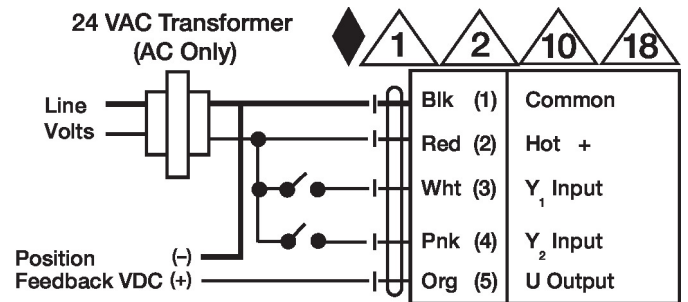 24 VAC Transformer
(AC Only)
1 2 10 18
Line
Volts
Blk (1) Common
Red (2) Hot +
Wht (3) Y1 Input
Pnk (4) Y2 Input
Position (–)
Feedback VDC (+)
Org (5) U Output